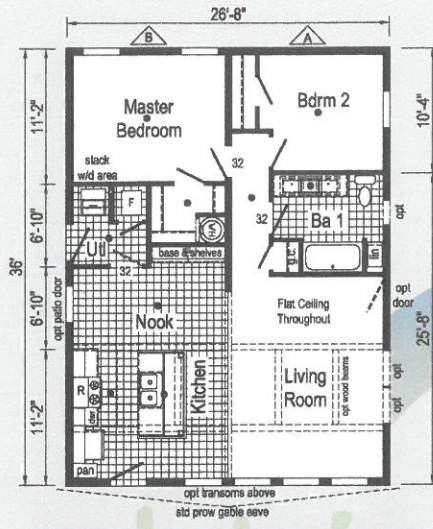 26'-8"
B
A
11'-2"
6'-10"
6'-10"
11'-2"
36'
10'-4"
25'-8"
Master
Bedroom
Bdrm 2
stack
w/d area
32
F
32
Ba 1
opt
WH
Utl
base & shelves
g.c.
lin
32
opt patio door
Nook
Flat Ceiling
Throughout
opt
door
R
dw
Kitchen
Living
Room
opt wood beams
opt
opt
pan
opt transoms above
std prow gable eave